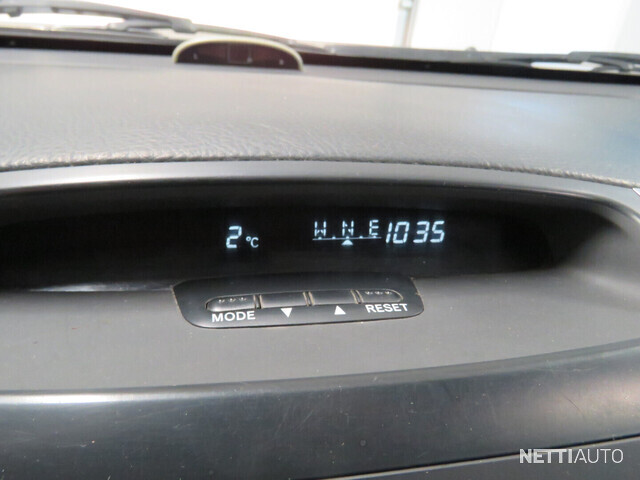 2 °C W.N.E 1035
MODE ▼ ▲ RESET
NETTIAUTO